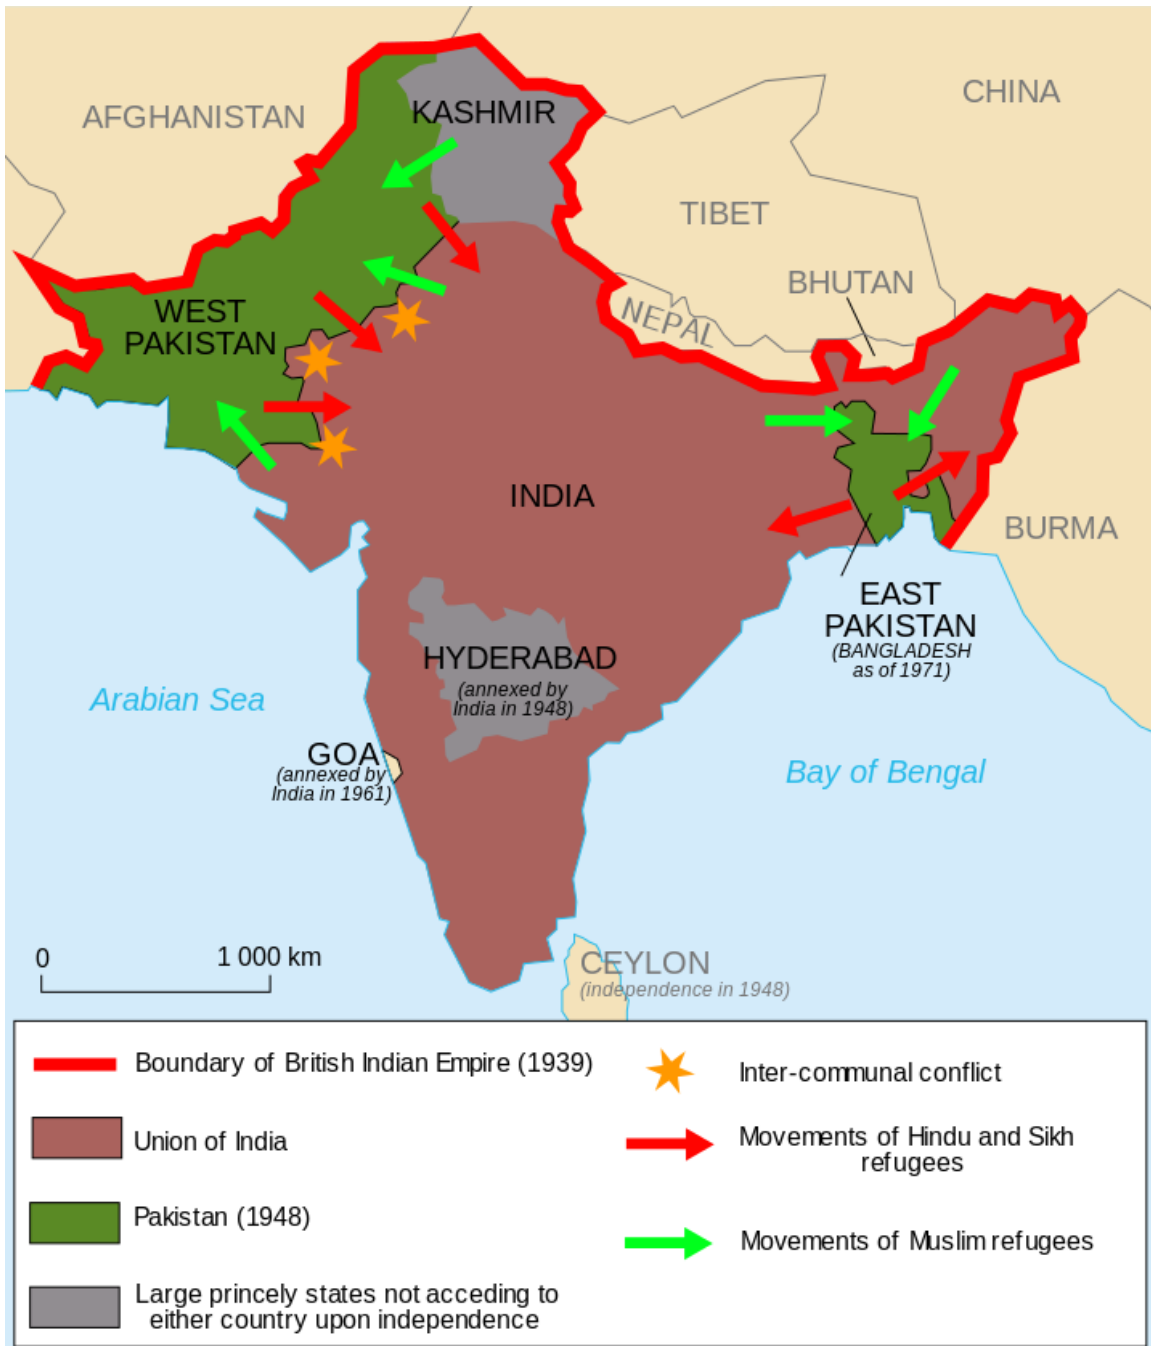 AFGHANISTAN
CHINA
KASHMIR
TIBET
BHUTAN
NEPAL
WEST
PAKISTAN
INDIA
BURMA
EAST
PAKISTAN
(BANGLADESH
as of 1971)
HYDERABAD
(annexed by
India in 1948)
Arabian Sea
GOA
(annexed by
India in 1961)
Bay of Bengal
0
1 000 km
CEYLON
(independence in 1948)
Boundary of British Indian Empire (1939)
Union of India
Pakistan (1948)
Large princely states not acceding to
either country upon independence
Inter-communal conflict
Movements of Hindu and Sikh
refugees
Movements of Muslim refugees